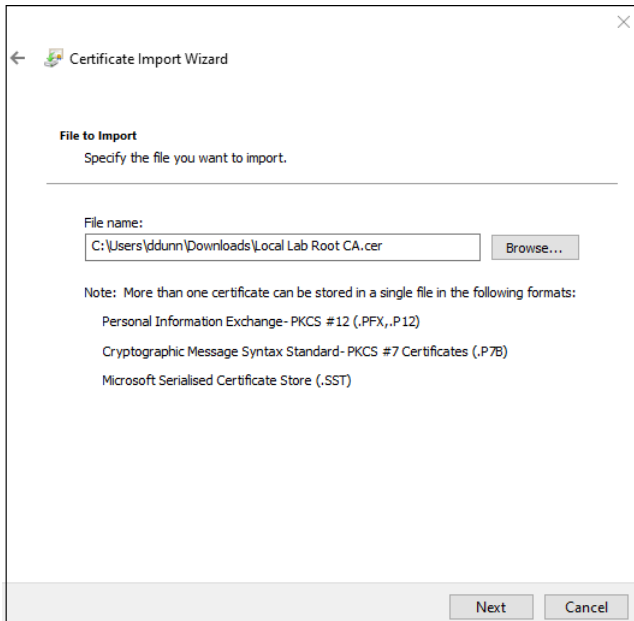 Certificate Import Wizard
File to Import
Specify the file you want to import.
File name:
C:\Users\ddunn\Downloads\Local Lab Root CA.cer
Browse...
Note:  More than one certificate can be stored in a single file in the following formats:
Personal Information Exchange- PKCS #12 (.PFX,.P12)
Cryptographic Message Syntax Standard- PKCS #7 Certificates (.P7B)
Microsoft Serialised Certificate Store (.SST)
Next
Cancel